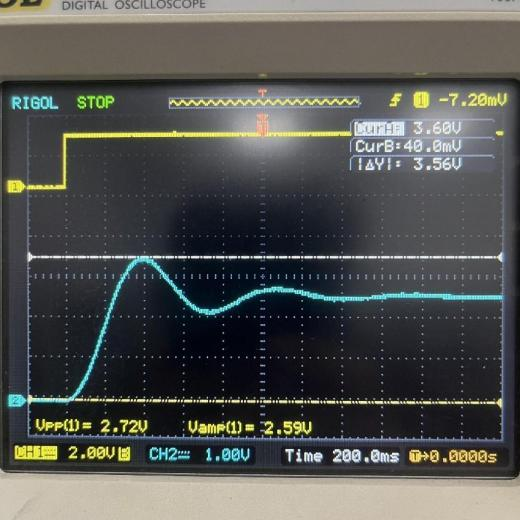 DIGITAL OSCILLOSCOPE
RIGOL STOP T 1 -7.20mV
CurA: 3.60V
CurB:40.0mV
|ΔY|: 3.56V
1
2
Vpp(1)= 2.72V Vamp(1)= 2.59V
CH1 2.00V B CH2 1.00V Time 200.0ms T→0.0000s